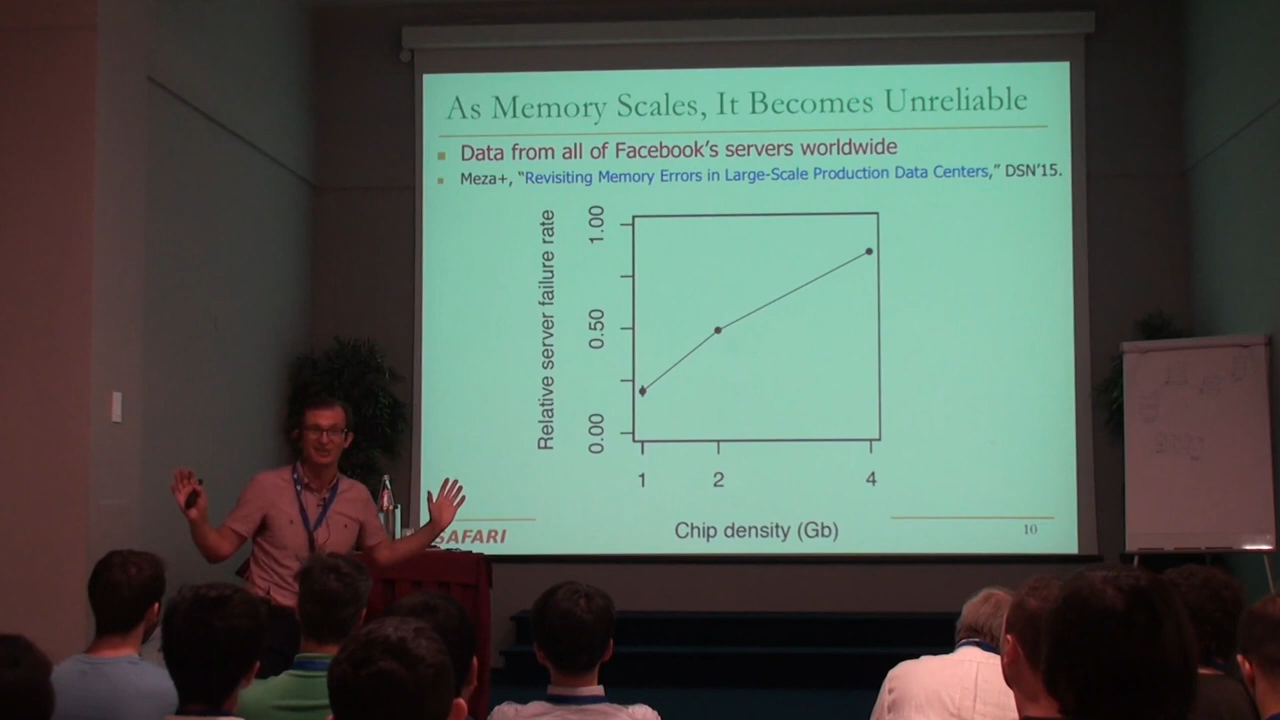 As Memory Scales, It Becomes Unreliable
Data from all of Facebook's servers worldwide
Meza+, "Revisiting Memory Errors in Large-Scale Production Data Centers," DSN'15.
Relative server failure rate
1.00
0.50
0.00
1 2 4
Chip density (Gb)
SAFARI
10